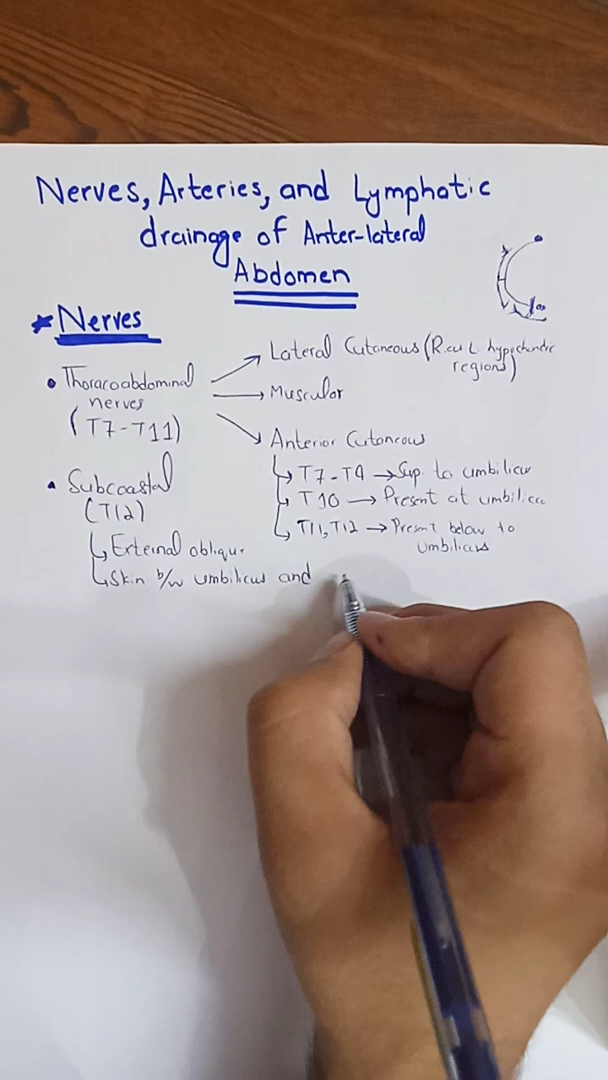 Nerves, Arteries, and Lymphatic
drainage of Anter-lateral
Abdomen
* Nerves
• Thoracoabdominal
nerves
(T7-T11)
→ Lateral Cutaneous (R and L hypochondric
regions)
→ Muscular
→ Anterior Cutaneous
↳ T7-T9 → Sup. to umbilicus
↳ T10 → Present at umbilicus
↳ T11, T12 → Present below to
umbilicus
• Subcoastal
(T12)
↳ External oblique
↳ Skin b/w umbilicus and